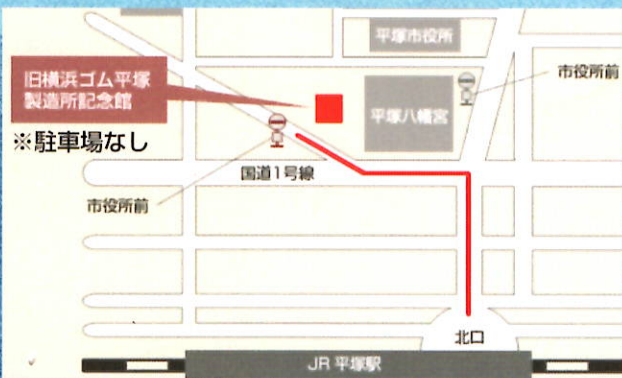 平塚市役所
旧横浜ゴム平塚
製造所記念館
市役所前
平塚八幡宮
※駐車場なし
国道1号線
市役所前
北口
JR 平塚駅